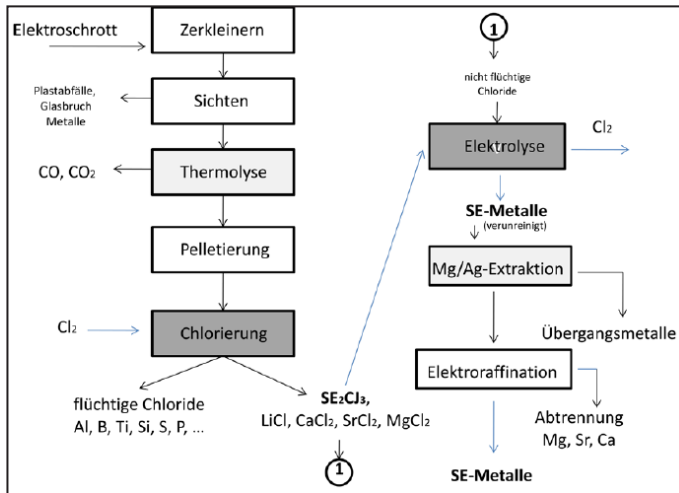 Elektroschrott
Zerkleinern
Plastabfälle,
Glasbruch
Metalle
Sichten
CO, CO₂
Thermolyse
Pelletierung
Cl₂
Chlorierung
flüchtige Chloride
Al, B, Ti, Si, S, P, ...
SE₂CJ₃,
LiCl, CaCl₂, SrCl₂, MgCl₂
1
1
nicht flüchtige
Chloride
Elektrolyse
Cl₂
SE-Metalle
(verunreinigt)
Mg/Ag-Extraktion
Übergangsmetalle
Elektroraffination
Abtrennung
Mg, Sr, Ca
SE-Metalle